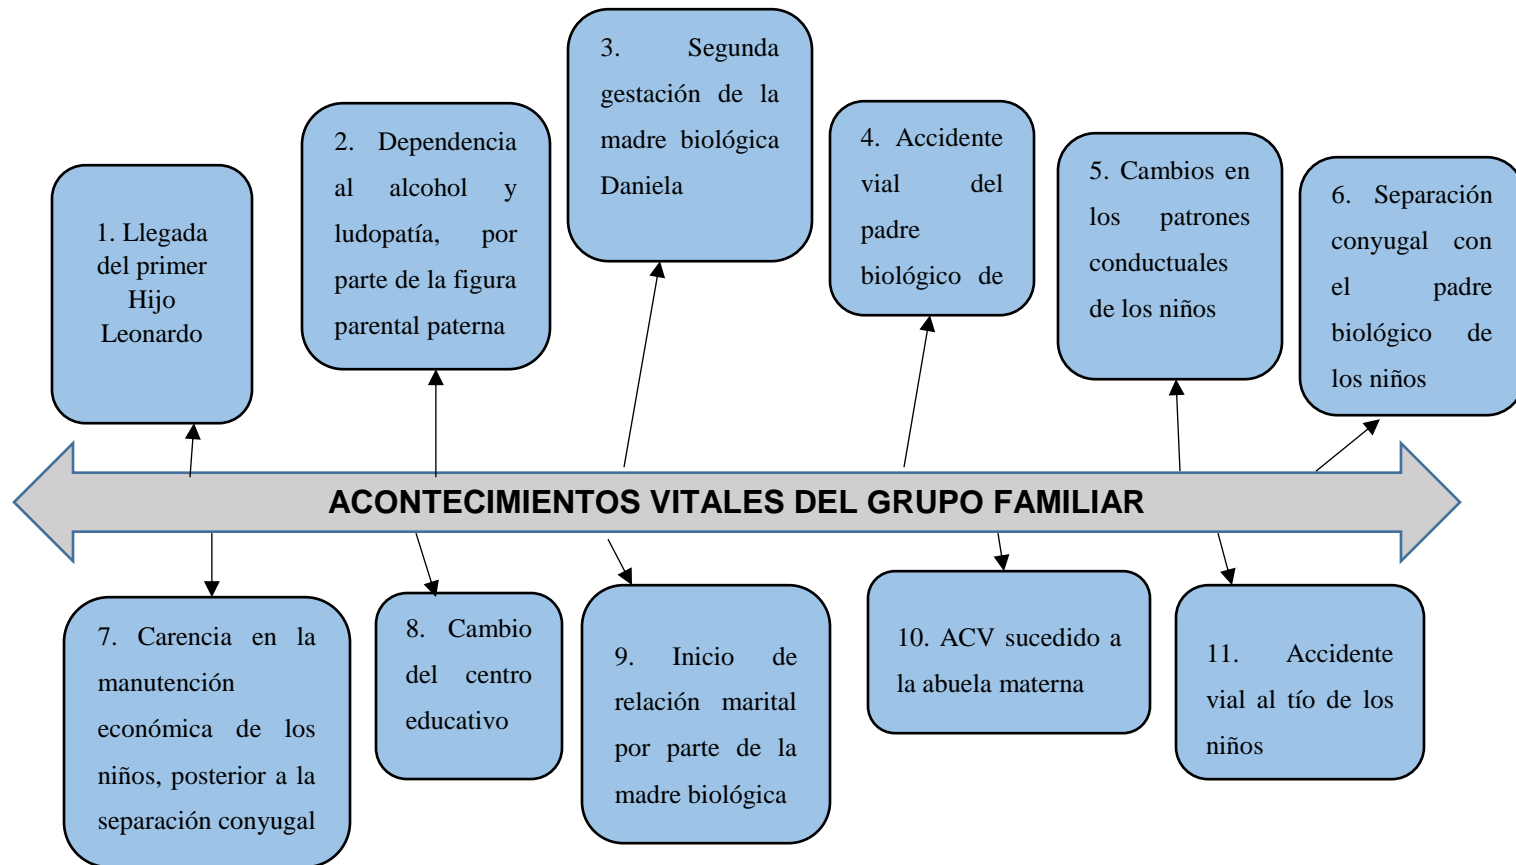 1. Llegada
del primer
Hijo
Leonardo
2. Dependencia
al alcohol y
ludopatía, por
parte de la figura
parental paterna
3. Segunda
gestación de la
madre biológica
Daniela
4. Accidente
vial del
padre
biológico de
5. Cambios en
los patrones
conductuales
de los niños
6. Separación
conyugal con
el padre
biológico de
los niños
ACONTECIMIENTOS VITALES DEL GRUPO FAMILIAR
7. Carencia en la
manutención
económica de los
niños, posterior a la
separación conyugal
8. Cambio
del centro
educativo
9. Inicio de
relación marital
por parte de la
madre biológica
10. ACV sucedido a
la abuela materna
11. Accidente
vial al tío de los
niños